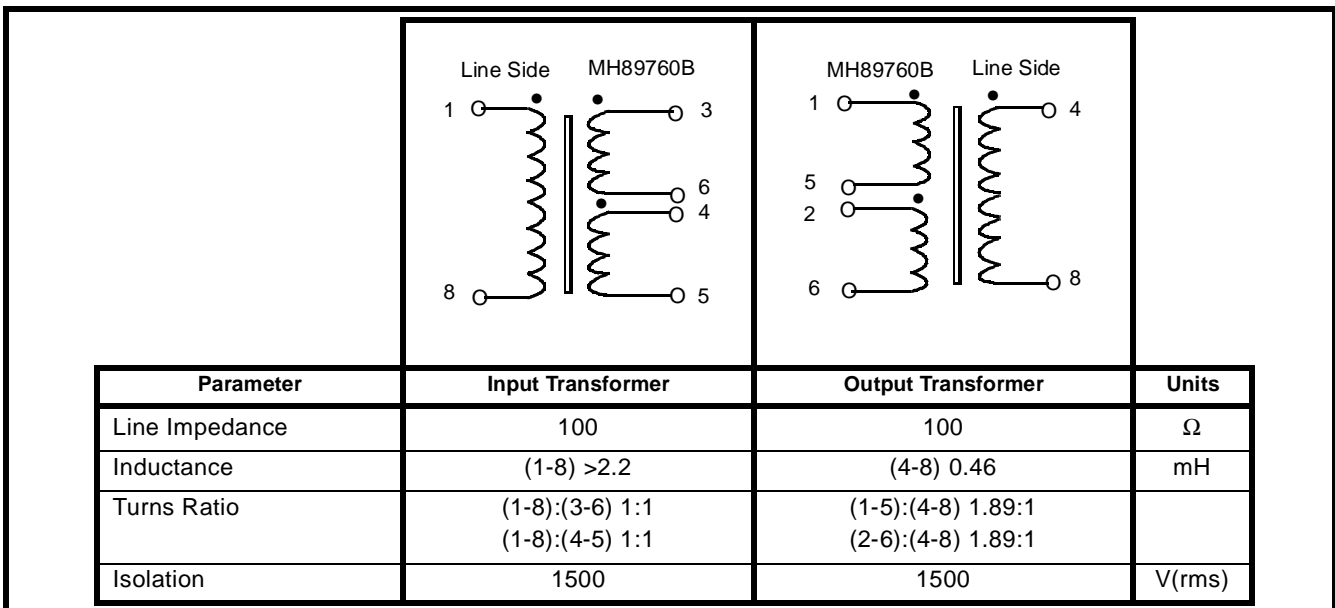 Line Side MH89760B
1 3
6
4
8 5
MH89760B Line Side
1 4
5
2
6 8
Parameter Input Transformer Output Transformer Units
Line Impedance 100 100 Ω
Inductance (1-8) >2.2 (4-8) 0.46 mH
Turns Ratio (1-8):(3-6) 1:1 (1-5):(4-8) 1.89:1
(1-8):(4-5) 1:1 (2-6):(4-8) 1.89:1
Isolation 1500 1500 V(rms)